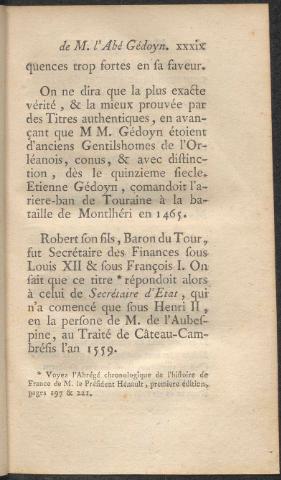 de M. l'Abé Gédoyn. xxxix
quences trop fortes en sa faveur.
On ne dira que la plus exacte
vérité, & la mieux prouvée par
des Titres authentiques, en avan-
çant que MM. Gédoyn étoient
d'anciens Gentilshomes de l'Or-
léanois, conus, & avec distinc-
tion, dès le quinzieme siecle.
Etienne Gédoyn, comandoit l'a-
riere-ban de Touraine à la ba-
taille de Montlhéri en 1465.
Robert son fils, Baron du Tour,
fut Secrétaire des Finances sous
Louis XII & sous François I. On
sait que ce titre * répondoit alors
à celui de Secrétaire d'Etat, qui
n'a comencé que sous Henri II,
en la persone de M. de l'Aubes-
pine, au Traité de Câteau-Cam-
brésis l'an 1559.
* Voyez l'Abrégé chronologique de l'histoire de
France de M. le Président Hénault, premiere édition,
pages 197 & 221.